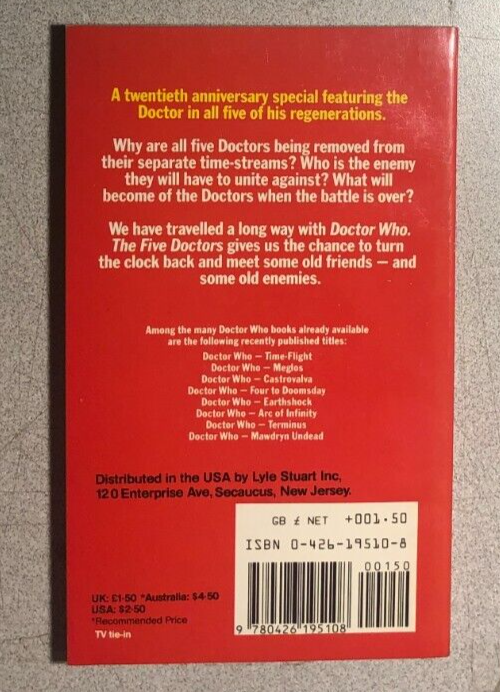 A twentieth anniversary special featuring the
Doctor in all five of his regenerations.
Why are all five Doctors being removed from
their separate time-streams? Who is the enemy
they will have to unite against? What will
become of the Doctors when the battle is over?
We have travelled a long way with Doctor Who.
The Five Doctors gives us the chance to turn
the clock back and meet some old friends — and
some old enemies.
Among the many Doctor Who books already available
are the following recently published titles:
Doctor Who — Time-Flight
Doctor Who — Meglos
Doctor Who — Castrovalva
Doctor Who — Four to Doomsday
Doctor Who — Earthshock
Doctor Who — Arc of Infinity
Doctor Who — Terminus
Doctor Who — Mawdryn Undead
Distributed in the USA by Lyle Stuart Inc,
120 Enterprise Ave, Secaucus, New Jersey.
GB £ NET +001.50
ISBN 0-426-19510-8
00150
9 780426 195108
UK: £1·50 *Australia: $4·50
USA: $2·50
*Recommended Price
TV tie-in